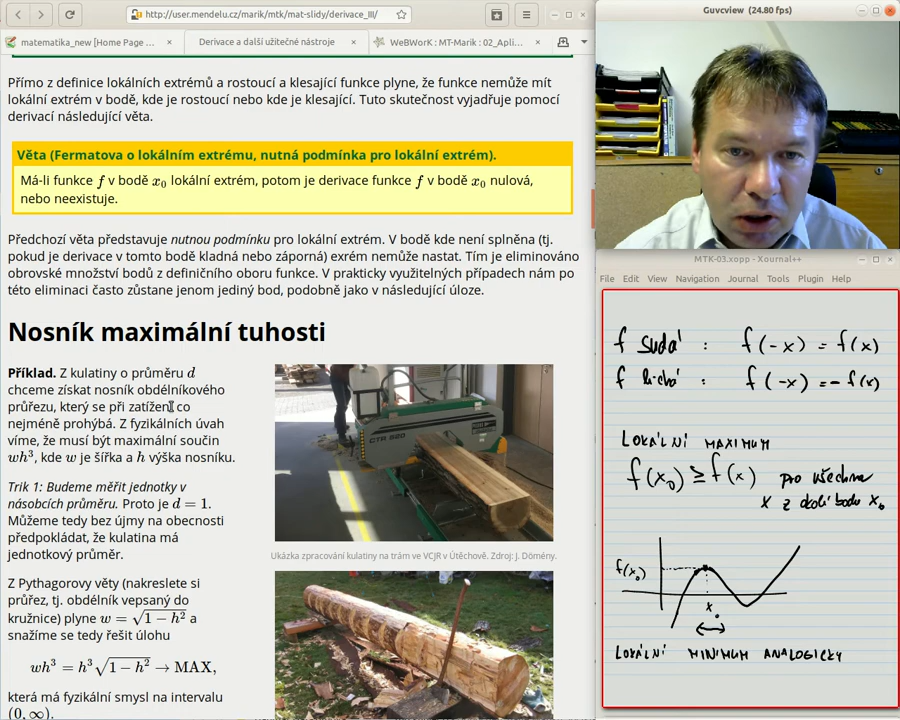 http://user.mendelu.cz/marik/mtk/mat-slidy/derivace_III/
matematika_new [Home Page ...
Derivace a další užitečné nástroje
WeBWorK : MT-Marik : 02_Apli...
Přímo z definice lokálních extrémů a rostoucí a klesající funkce plyne, že funkce nemůže mít
lokální extrém v bodě, kde je rostoucí nebo kde je klesající. Tuto skutečnost vyjadřuje pomocí
derivací následující věta.
Věta (Fermatova o lokálním extrému, nutná podmínka pro lokální extrém).
Má-li funkce f v bodě x₀ lokální extrém, potom je derivace funkce f v bodě x₀ nulová,
nebo neexistuje.
Předchozí věta představuje nutnou podmínku pro lokální extrém. V bodě kde není splněna (tj.
pokud je derivace v tomto bodě kladná nebo záporná) exrém nemůže nastat. Tím je eliminováno
obrovské množství bodů z definičního oboru funkce. V prakticky využitelných případech nám po
této eliminaci často zůstane jenom jediný bod, podobně jako v následující úloze.
Nosník maximální tuhosti
Příklad. Z kulatiny o průměru d
chceme získat nosník obdélníkového
průřezu, který se při zatížení co
nejméně prohýbá. Z fyzikálních úvah
víme, že musí být maximální součin
wh³, kde w je šířka a h výška nosníku.
Trik 1: Budeme měřit jednotky v
násobcích průměru. Proto je d = 1.
Můžeme tedy bez újmy na obecnosti
předpokládat, že kulatina má
jednotkový průměr.
Z Pythagorovy věty (nakreslete si
průřez, tj. obdélník vepsaný do
kružnice) plyne w = √(1 − h²) a
snažíme se tedy řešit úlohu
wh³ = h³√(1 − h²) → MAX,
která má fyzikální smysl na intervalu
(0, ∞).
CTR 520
Ukázka zpracování kulatiny na trám ve VCJR v Útěchově. Zdroj: J. Dömény.
Guvcview (24.80 fps)
MTK-03.xopp - Xournal++
File Edit View Navigation Journal Tools Plugin Help
f sudá : f(-x) = f(x)
f lichá : f(-x) = -f(x)
LOKÁLNÍ MAXIMUM
f(x₀) ≥ f(x) pro všechna
x z okolí bodu x₀
f(x₀)
x₀
LOKÁLNÍ MINIMUM ANALOGICKY